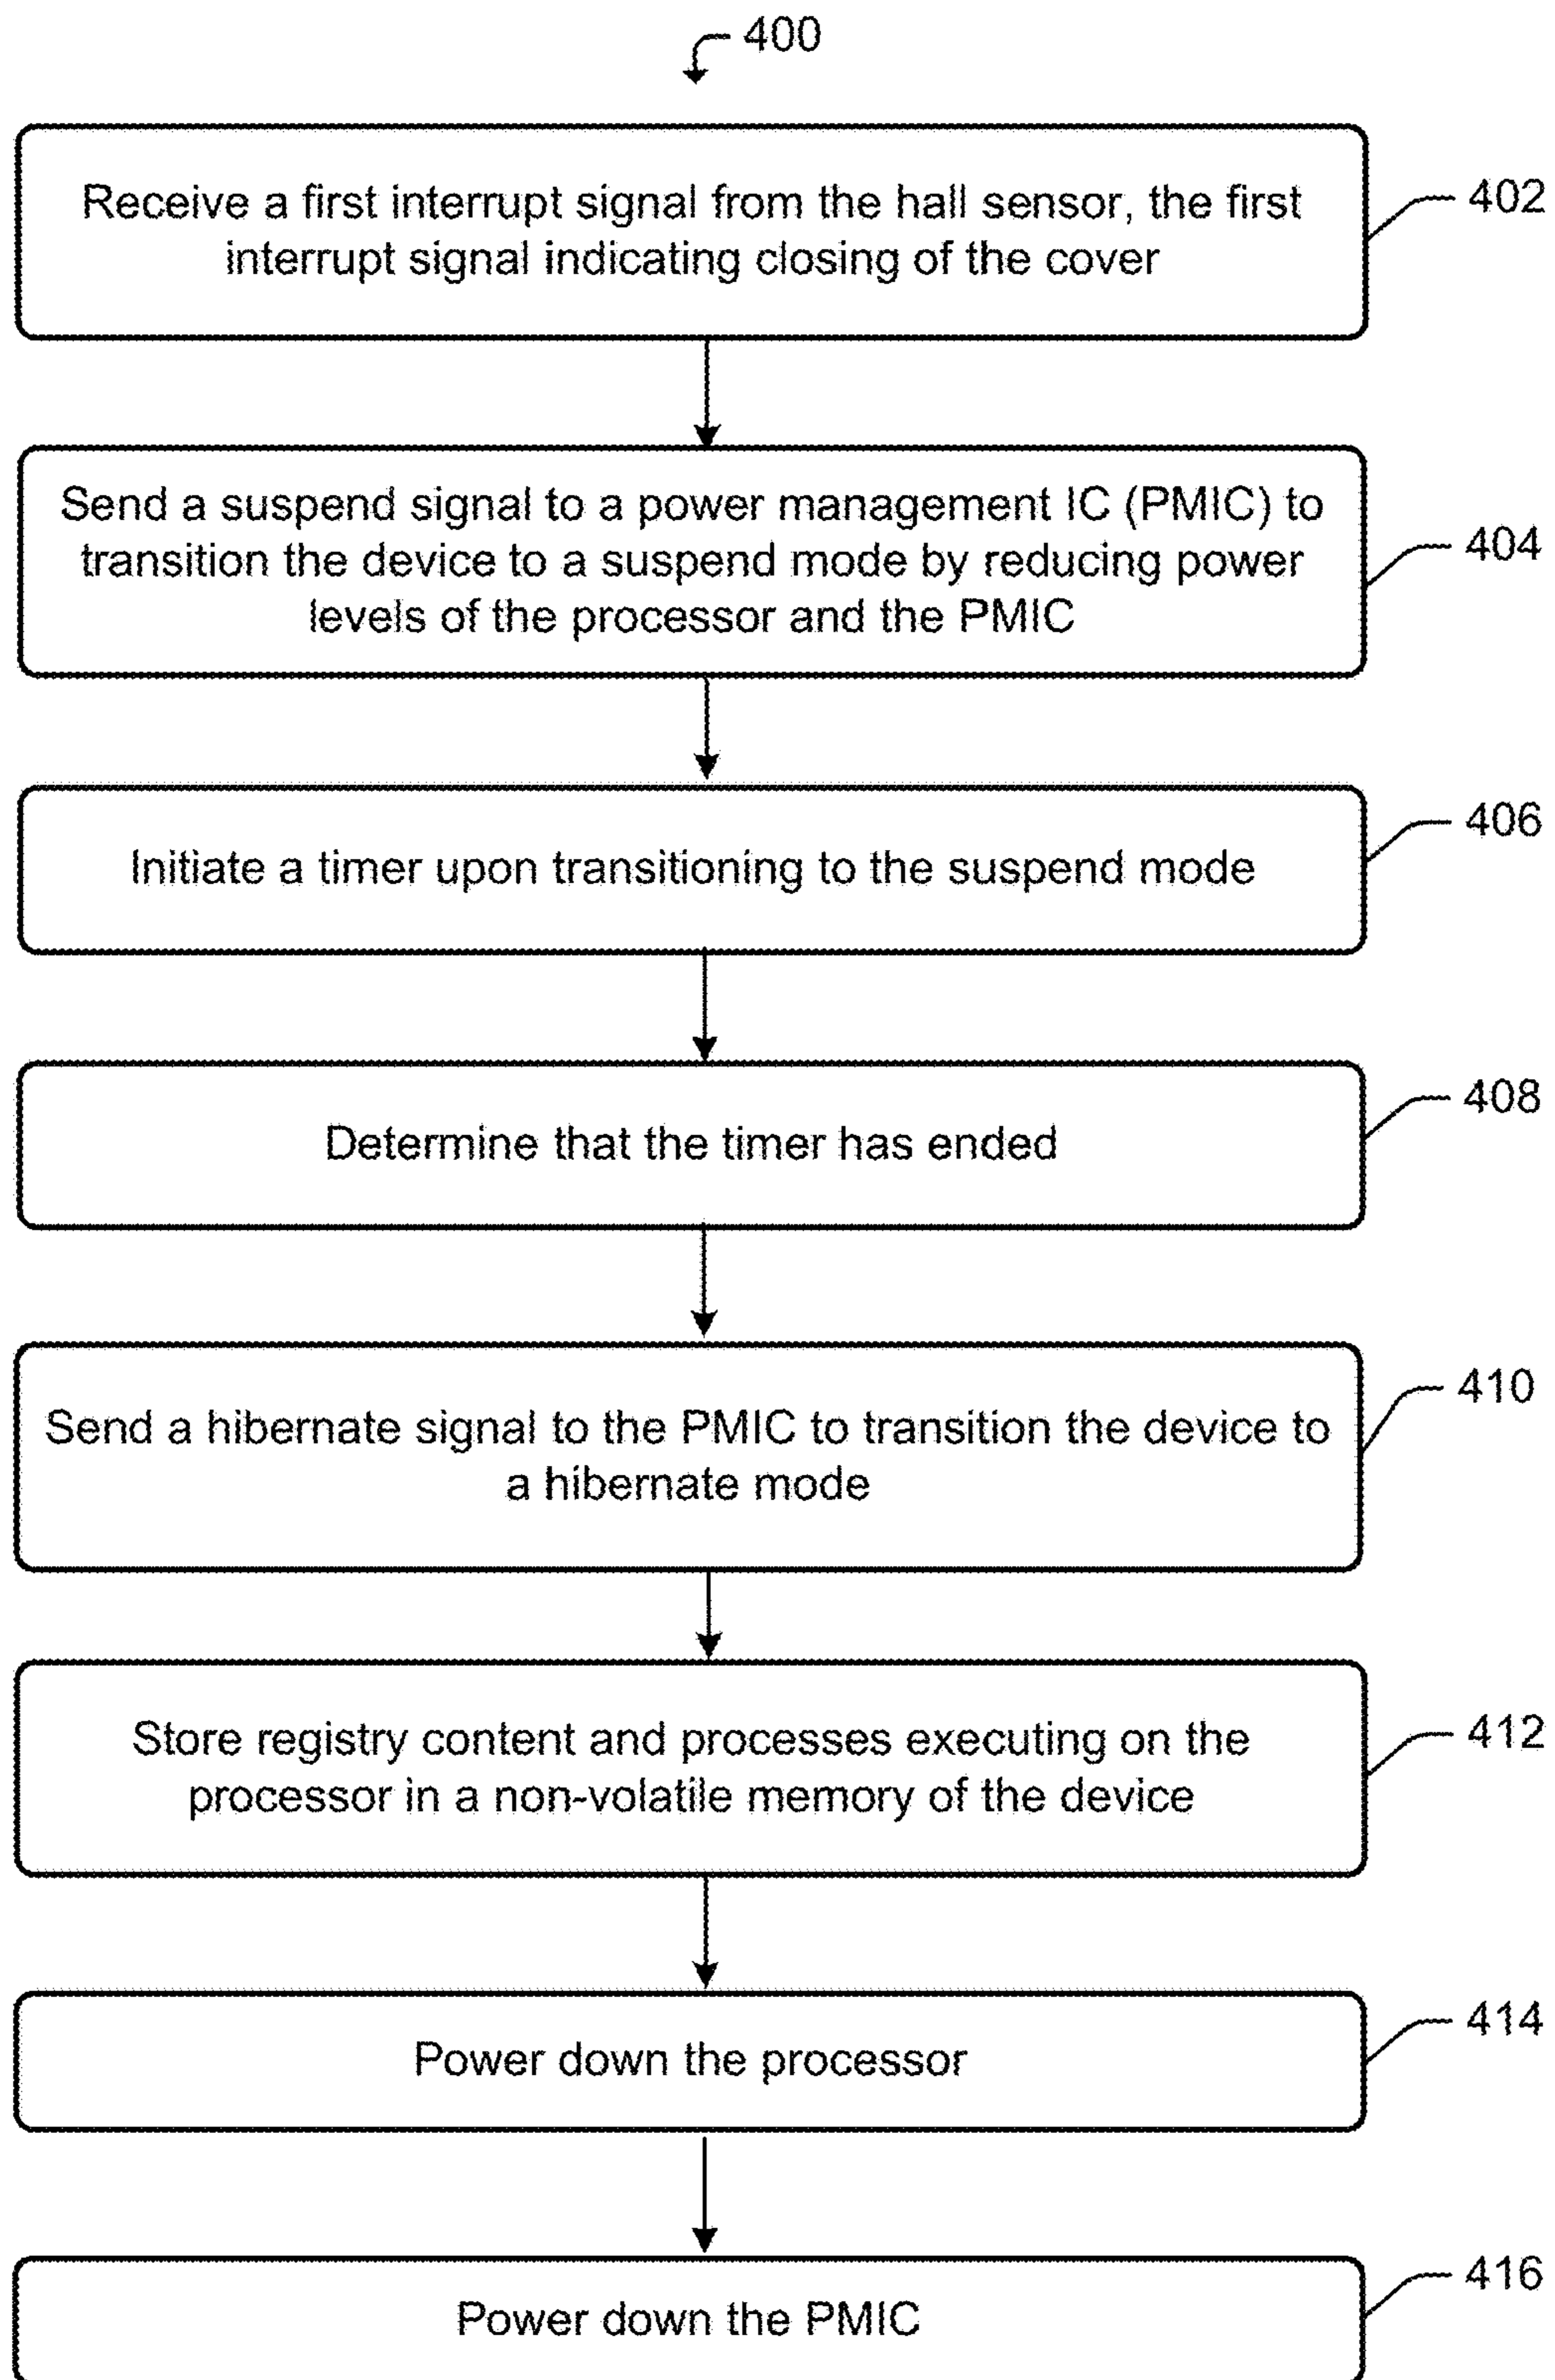 400
Receive a first interrupt signal from the hall sensor, the first
interrupt signal indicating closing of the cover
402
Send a suspend signal to a power management IC (PMIC) to
transition the device to a suspend mode by reducing power
levels of the processor and the PMIC
404
Initiate a timer upon transitioning to the suspend mode
406
Determine that the timer has ended
408
Send a hibernate signal to the PMIC to transition the device to
a hibernate mode
410
Store registry content and processes executing on the
processor in a non-volatile memory of the device
412
Power down the processor
414
Power down the PMIC
416